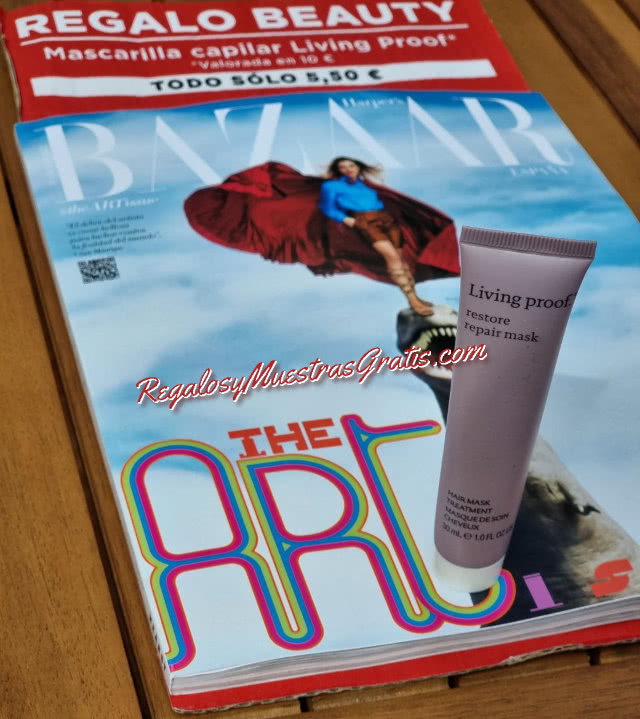 REGALO BEAUTY
Mascarilla capilar Living Proof*
*Valorada en 10 €
TODO SÓLO 5,50 €
Harper's
BAZAAR
ESPAÑA
#theARTissue
Living proof.
restore
repair mask
RegalosyMuestrasGratis.com
THE
ART
IS
HAIR MASK
TREATMENT
MASQUE DE SOIN
CHEVEUX
30 mL e 1.0 FL OZ